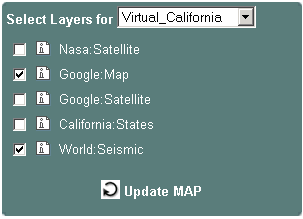 Select Layers for Virtual_California
Nasa:Satellite
Google:Map
Google:Satellite
California:States
World:Seismic
Update MAP